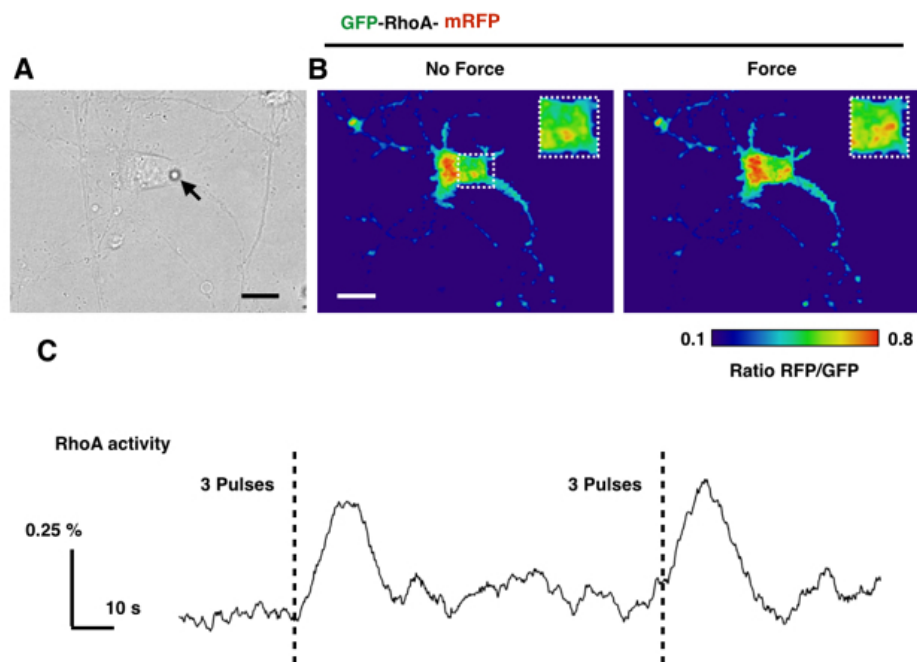 GFP-RhoA- mRFP
A
B
No Force
Force
0.1
0.8
Ratio RFP/GFP
C
RhoA activity
3 Pulses
3 Pulses
0.25 %
10 s